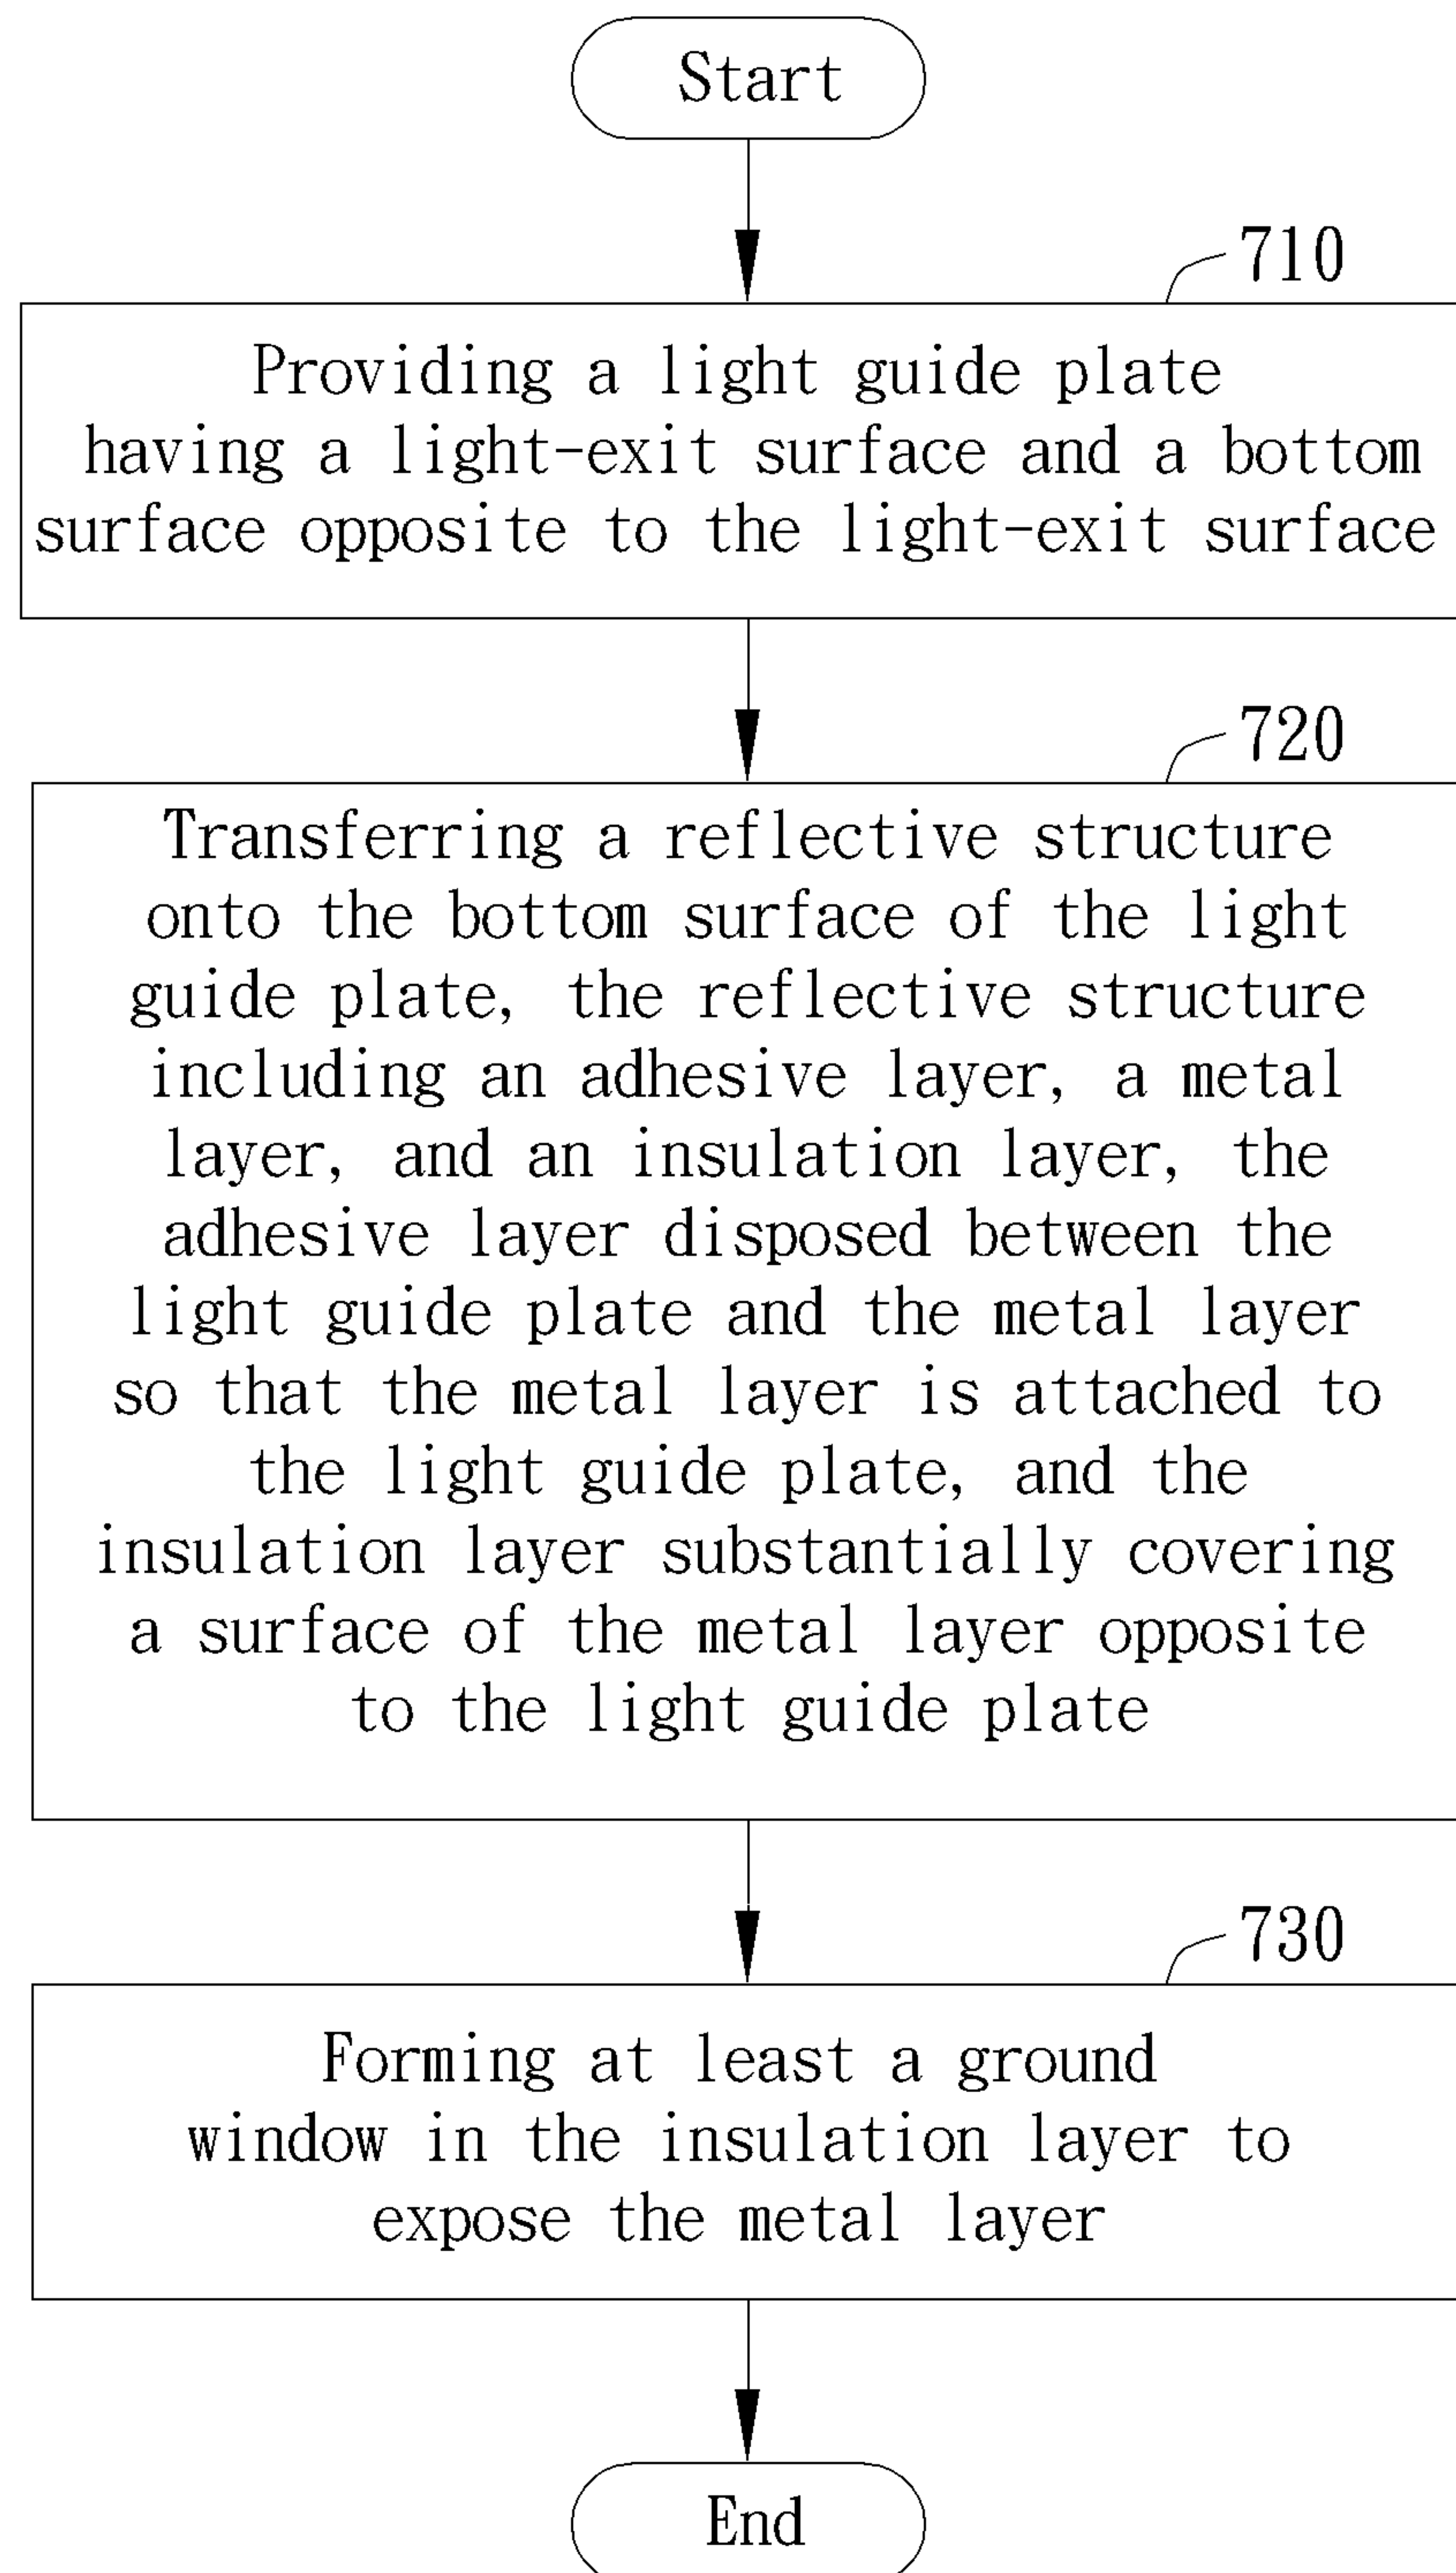 Start
710
Providing a light guide plate
having a light-exit surface and a bottom
surface opposite to the light-exit surface
720
Transferring a reflective structure
onto the bottom surface of the light
guide plate, the reflective structure
including an adhesive layer, a metal
layer, and an insulation layer, the
adhesive layer disposed between the
light guide plate and the metal layer
so that the metal layer is attached to
the light guide plate, and the
insulation layer substantially covering
a surface of the metal layer opposite
to the light guide plate
730
Forming at least a ground
window in the insulation layer to
expose the metal layer
End